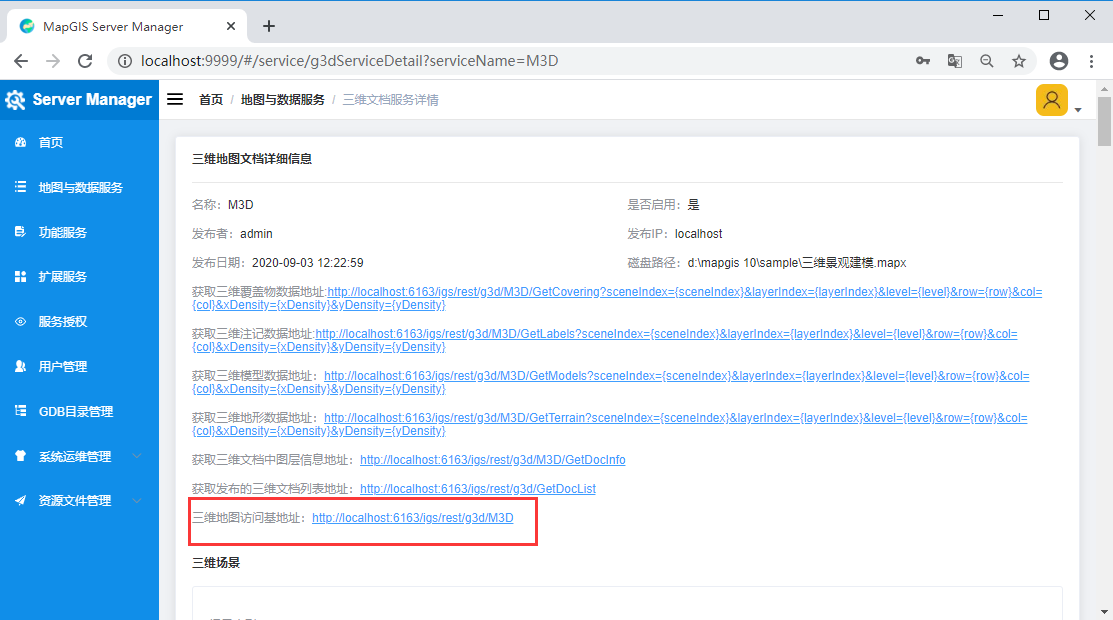 MapGIS Server Manager
localhost:9999/#/service/g3dServiceDetail?serviceName=M3D
Server Manager
首页 / 地图与数据服务 / 三维文档服务详情
首页
地图与数据服务
功能服务
扩展服务
服务授权
用户管理
GDB目录管理
系统运维管理
资源文件管理
三维地图文档详细信息
名称：M3D
是否启用：是
发布者：admin
发布IP：localhost
发布日期：2020-09-03 12:22:59
磁盘路径：d:\mapgis 10\sample\三维景观建模.mapx
获取三维覆盖物数据地址:http://localhost:6163/igs/rest/g3d/M3D/GetCovering?sceneIndex={sceneIndex}&layerIndex={layerIndex}&level={level}&row={row}&col=
{col}&xDensity={xDensity}&yDensity={yDensity}
获取三维注记数据地址:http://localhost:6163/igs/rest/g3d/M3D/GetLabels?sceneIndex={sceneIndex}&layerIndex={layerIndex}&level={level}&row={row}&col=
{col}&xDensity={xDensity}&yDensity={yDensity}
获取三维模型数据地址：http://localhost:6163/igs/rest/g3d/M3D/GetModels?sceneIndex={sceneIndex}&layerIndex={layerIndex}&level={level}&row={row}&col=
{col}&xDensity={xDensity}&yDensity={yDensity}
获取三维地形数据地址：http://localhost:6163/igs/rest/g3d/M3D/GetTerrain?sceneIndex={sceneIndex}&layerIndex={layerIndex}&level={level}&row={row}&col=
{col}&xDensity={xDensity}&yDensity={yDensity}
获取三维文档中图层信息地址：http://localhost:6163/igs/rest/g3d/M3D/GetDocInfo
获取发布的三维文档列表地址：http://localhost:6163/igs/rest/g3d/GetDocList
三维地图访问基地址：http://localhost:6163/igs/rest/g3d/M3D
三维场景